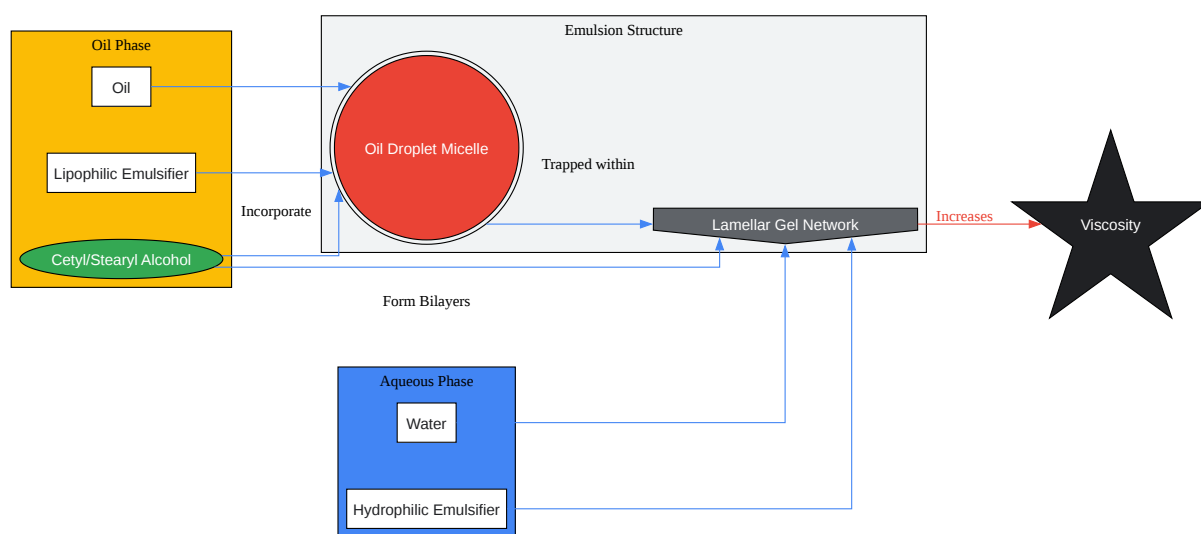 Oil Phase
Oil
Lipophilic Emulsifier
Cetyl/Stearyl Alcohol
Incorporate
Emulsion Structure
Oil Droplet Micelle
Trapped within
Lamellar Gel Network
Increases
Viscosity
Form Bilayers
Aqueous Phase
Water
Hydrophilic Emulsifier